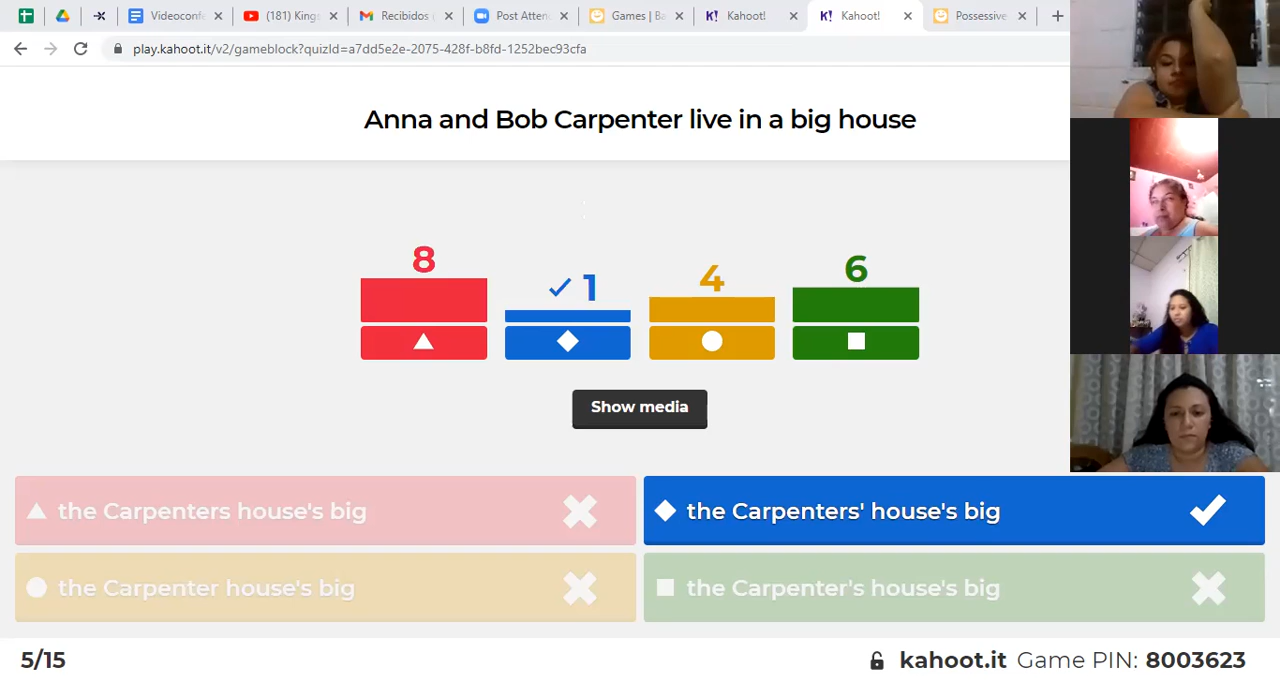 Videoconfe
(181) Kings
Recibidos (
Post Atten
Games | Ba
Kahoot!
Kahoot!
Possessive
play.kahoot.it/v2/gameblock?quizId=a7dd5e2e-2075-428f-b8fd-1252bec93cfa
Anna and Bob Carpenter live in a big house
8
1
4
6
Show media
the Carpenters house's big
the Carpenters' house's big
the Carpenter house's big
the Carpenter's house's big
5/15
kahoot.it Game PIN: 8003623